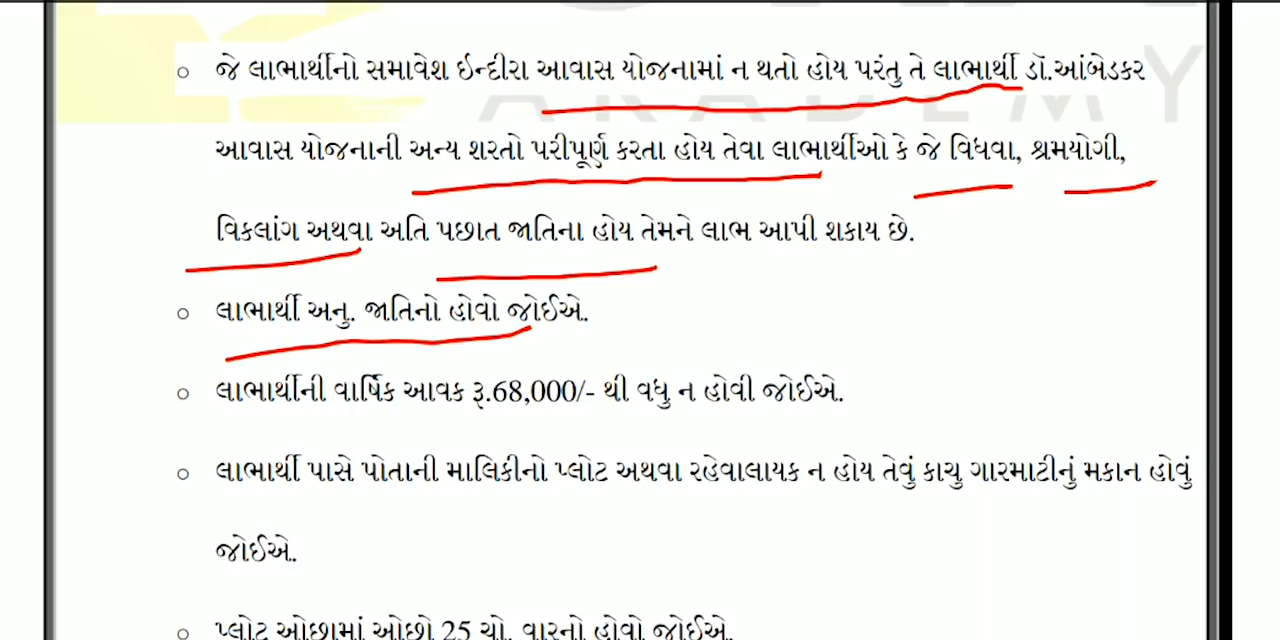 ○ જે લાભાર્થીનો સમાવેશ ઇન્દીરા આવાસ યોજનામાં ન થતો હોય પરંતુ તે લાભાર્થી ડૉ.આંબેડકર
આવાસ યોજનાની અન્ય શરતો પરીપૂર્ણ કરતા હોય તેવા લાભાર્થીઓ કે જે વિધવા, શ્રમયોગી,
વિકલાંગ અથવા અતિ પછાત જાતિના હોય તેમને લાભ આપી શકાય છે.
○ લાભાર્થી અનુ. જાતિનો હોવો જોઈએ.
○ લાભાર્થીની વાર્ષિક આવક રૂ.68,000/- થી વધુ ન હોવી જોઈએ.
○ લાભાર્થી પાસે પોતાની માલિકીનો પ્લોટ અથવા રહેવાલાયક ન હોય તેવું કાચુ ગારમાટીનું મકાન હોવું
જોઈએ.
○ પ્લોટ ઓછામાં ઓછો 25 ચો. વારનો હોવો જોઈએ.